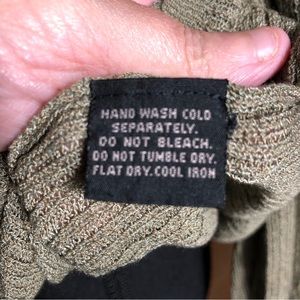 HAND WASH COLD
SEPARATELY.
DO NOT BLEACH.
DO NOT TUMBLE DRY.
FLAT DRY. COOL IRON